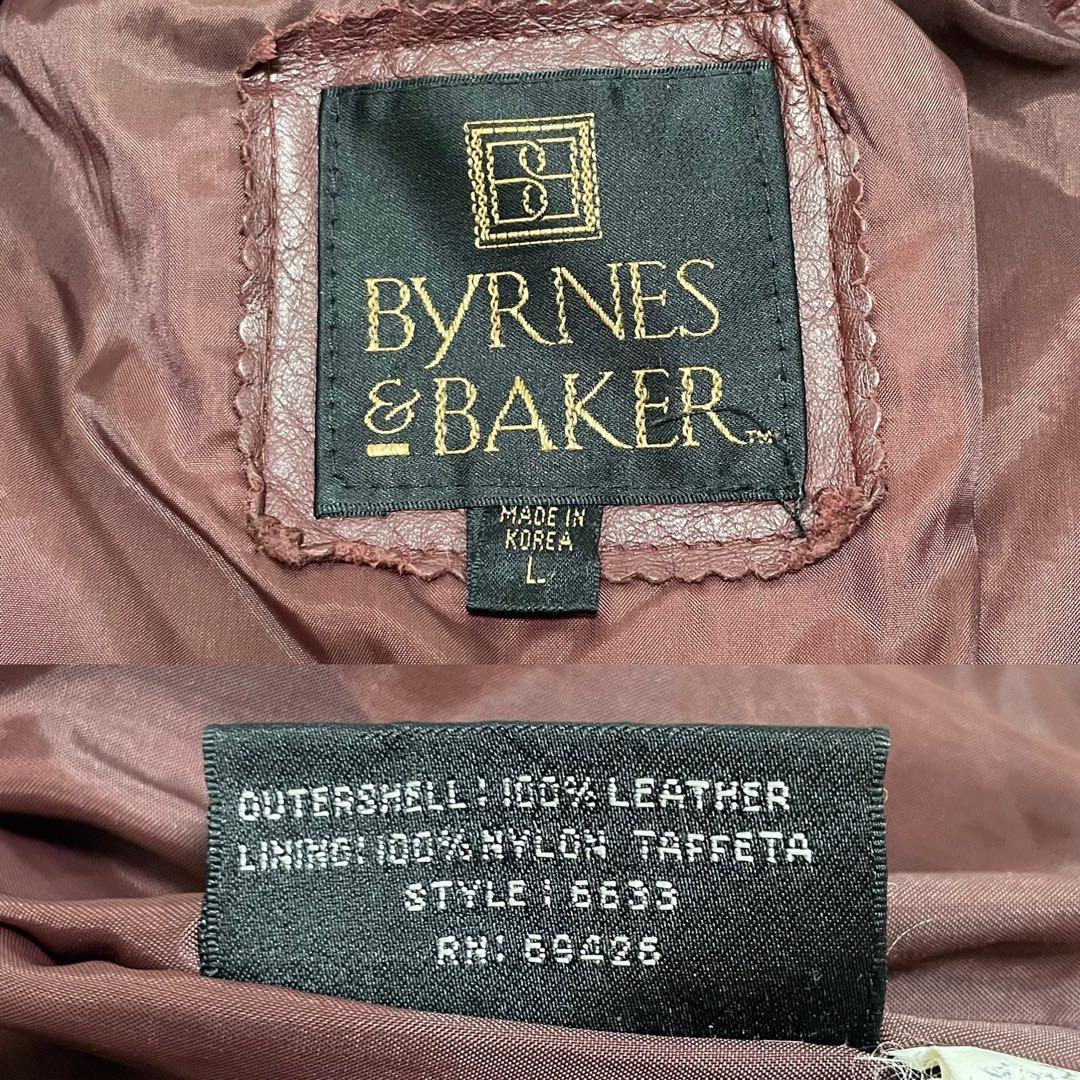 BYRNES
& BAKER™
MADE IN
KOREA
L
OUTERSHELL: 100% LEATHER
LINING: 100% NYLON TAFFETA
STYLE: 6633
RN: 69426